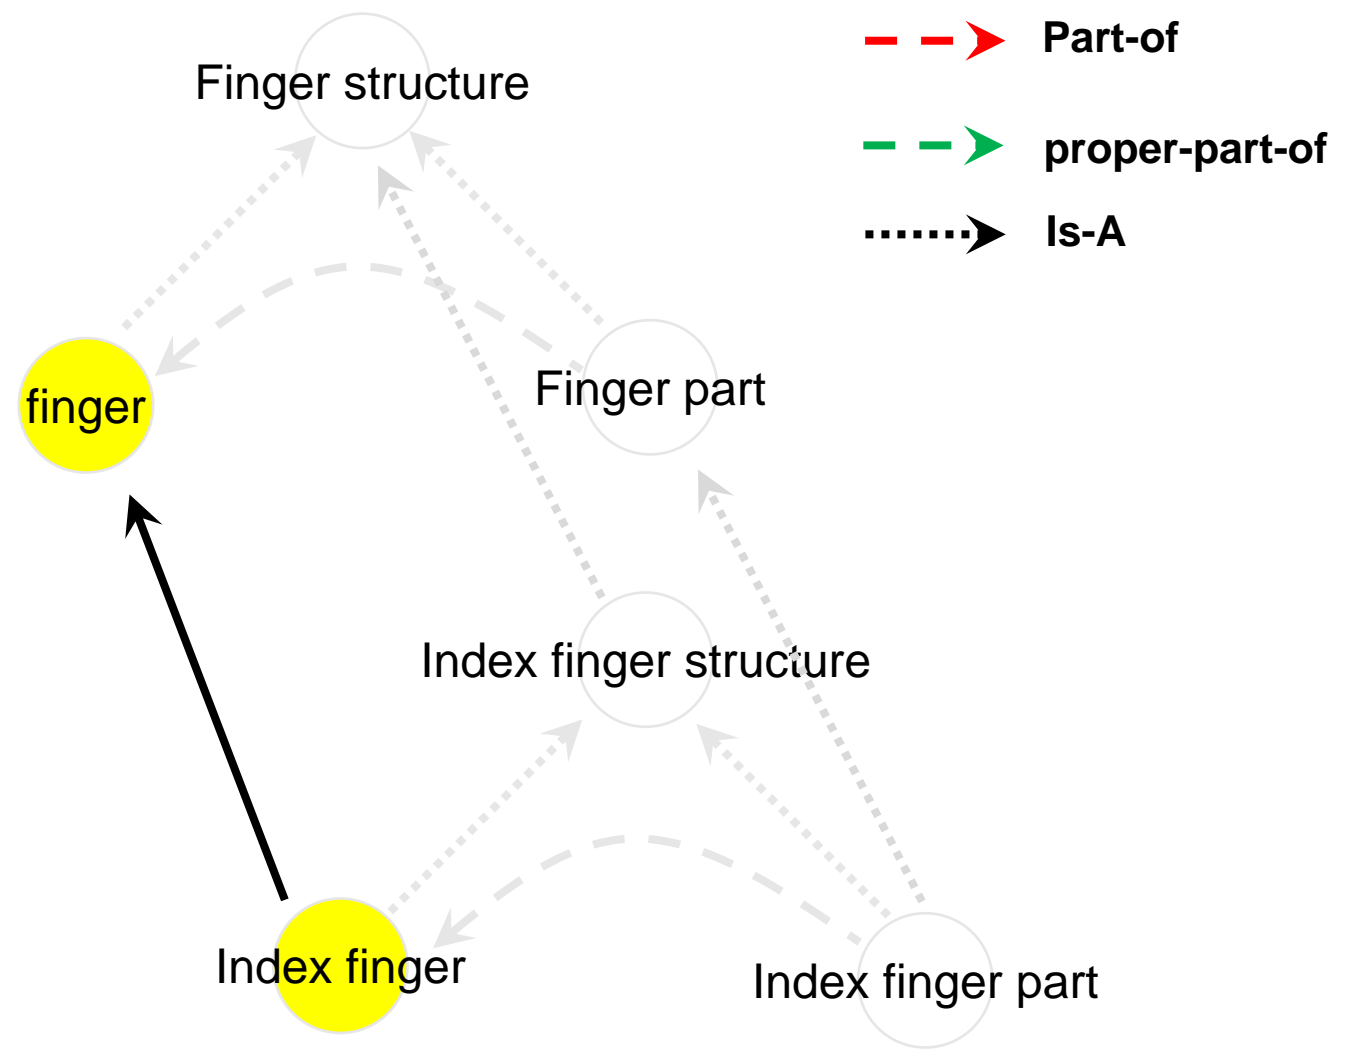 Part-of
Finger structure
proper-part-of
Is-A
finger
Finger part
Index finger structure
Index finger
Index finger part